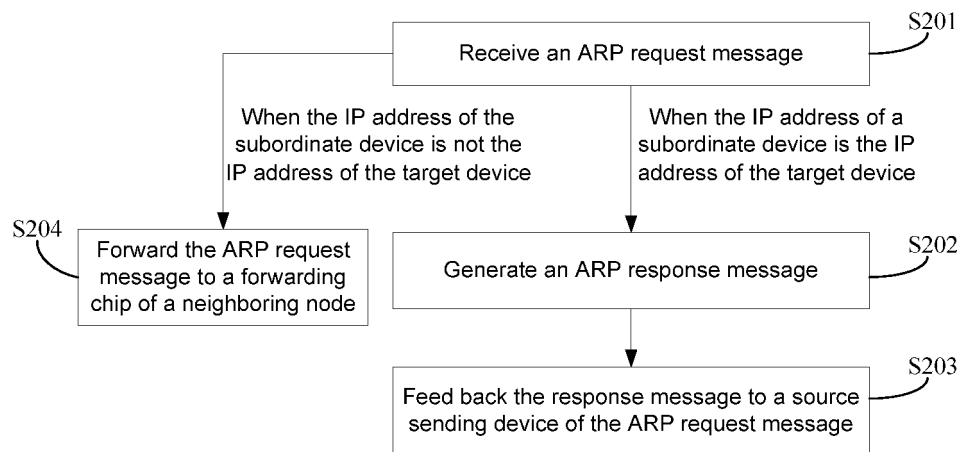 S201
Receive an ARP request message
When the IP address of the
subordinate device is not the
IP address of the target device
When the IP address of a
subordinate device is the IP
address of the target device
S204
Forward the ARP request
message to a forwarding
chip of a neighboring node
S202
Generate an ARP response message
S203
Feed back the response message to a source
sending device of the ARP request message